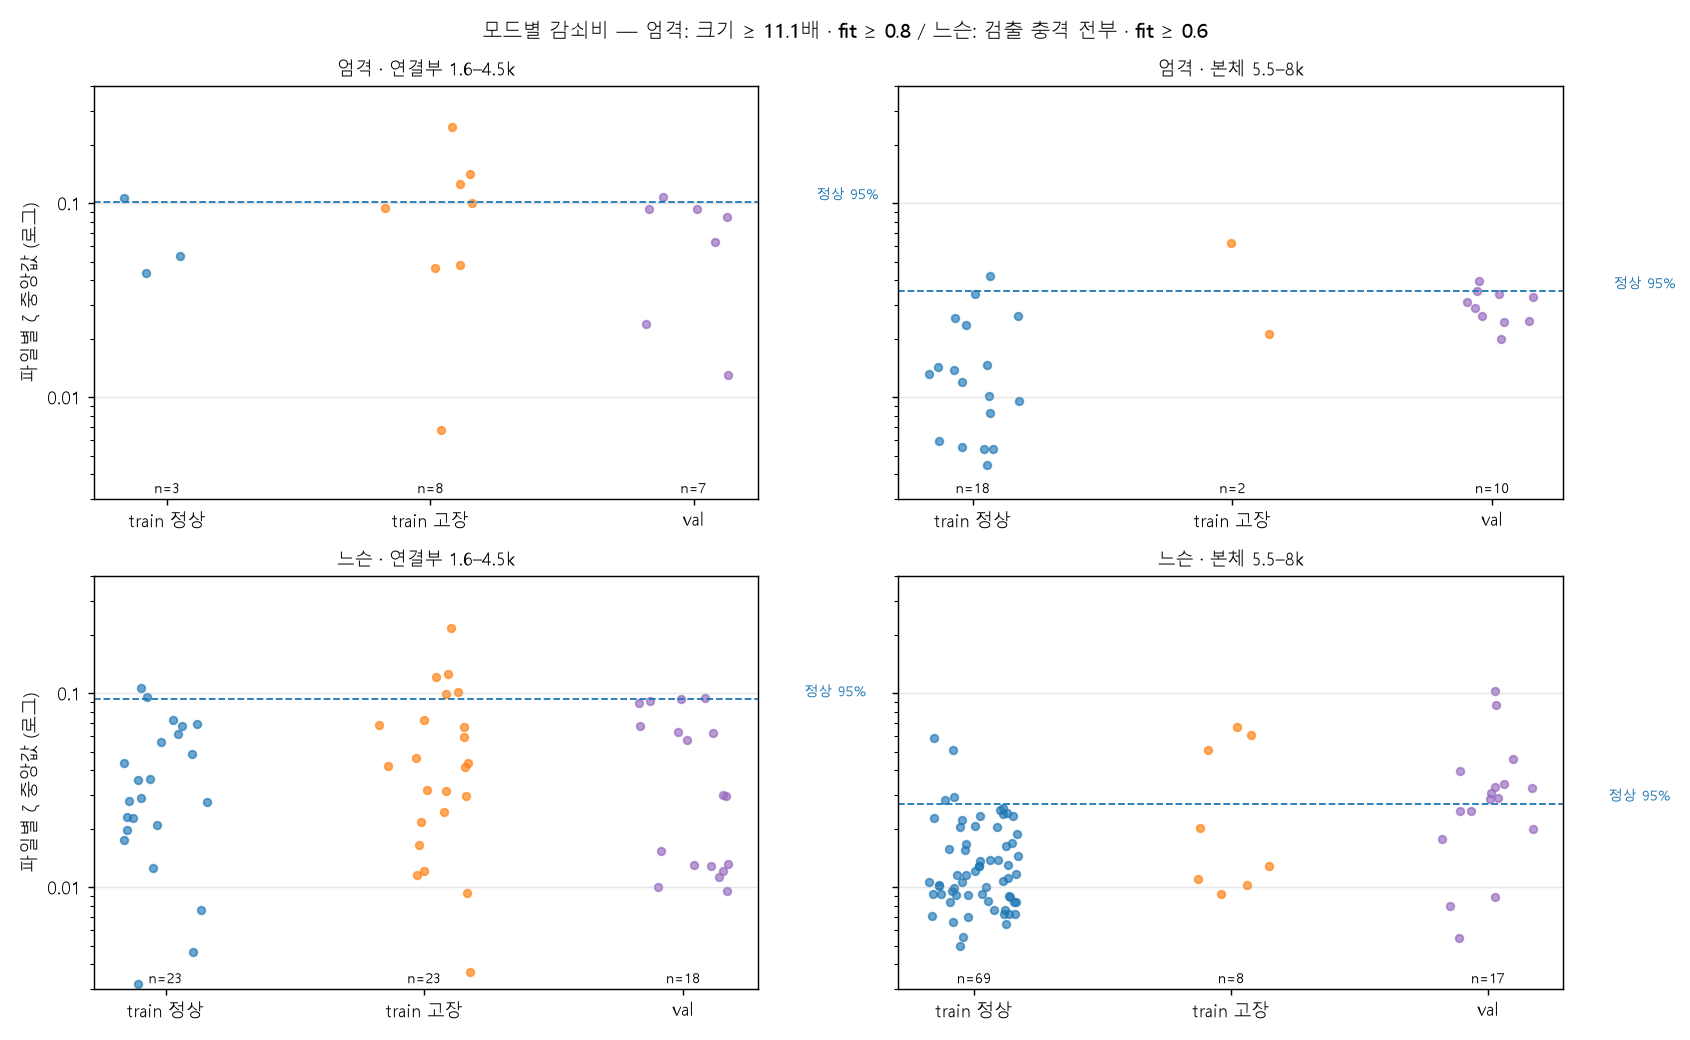 모드별 감쇠비 — 엄격: 크기 ≥ 11.1배 · fit ≥ 0.8 / 느슨: 검출 충격 전부 · fit ≥ 0.6
엄격 · 연결부 1.6–4.5k
엄격 · 본체 5.5–8k
파일별 ζ 중앙값 (로그)
0.1
0.01
정상 95%
정상 95%
n=3
n=8
n=7
n=18
n=2
n=10
train 정상
train 고장
val
train 정상
train 고장
val
느슨 · 연결부 1.6–4.5k
느슨 · 본체 5.5–8k
파일별 ζ 중앙값 (로그)
0.1
0.01
정상 95%
정상 95%
n=23
n=23
n=18
n=69
n=8
n=17
train 정상
train 고장
val
train 정상
train 고장
val